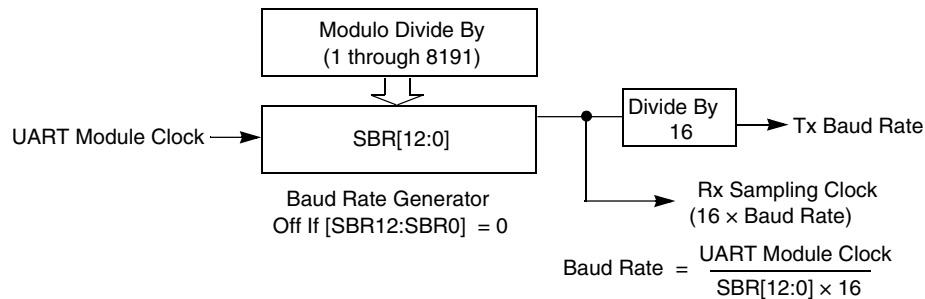 Modulo Divide By
(1 through 8191)
UART Module Clock
SBR[12:0]
Divide By
16
Tx Baud Rate
Baud Rate Generator
Off If [SBR12:SBR0] = 0
Rx Sampling Clock
(16 × Baud Rate)
Baud Rate = UART Module Clock
SBR[12:0] × 16